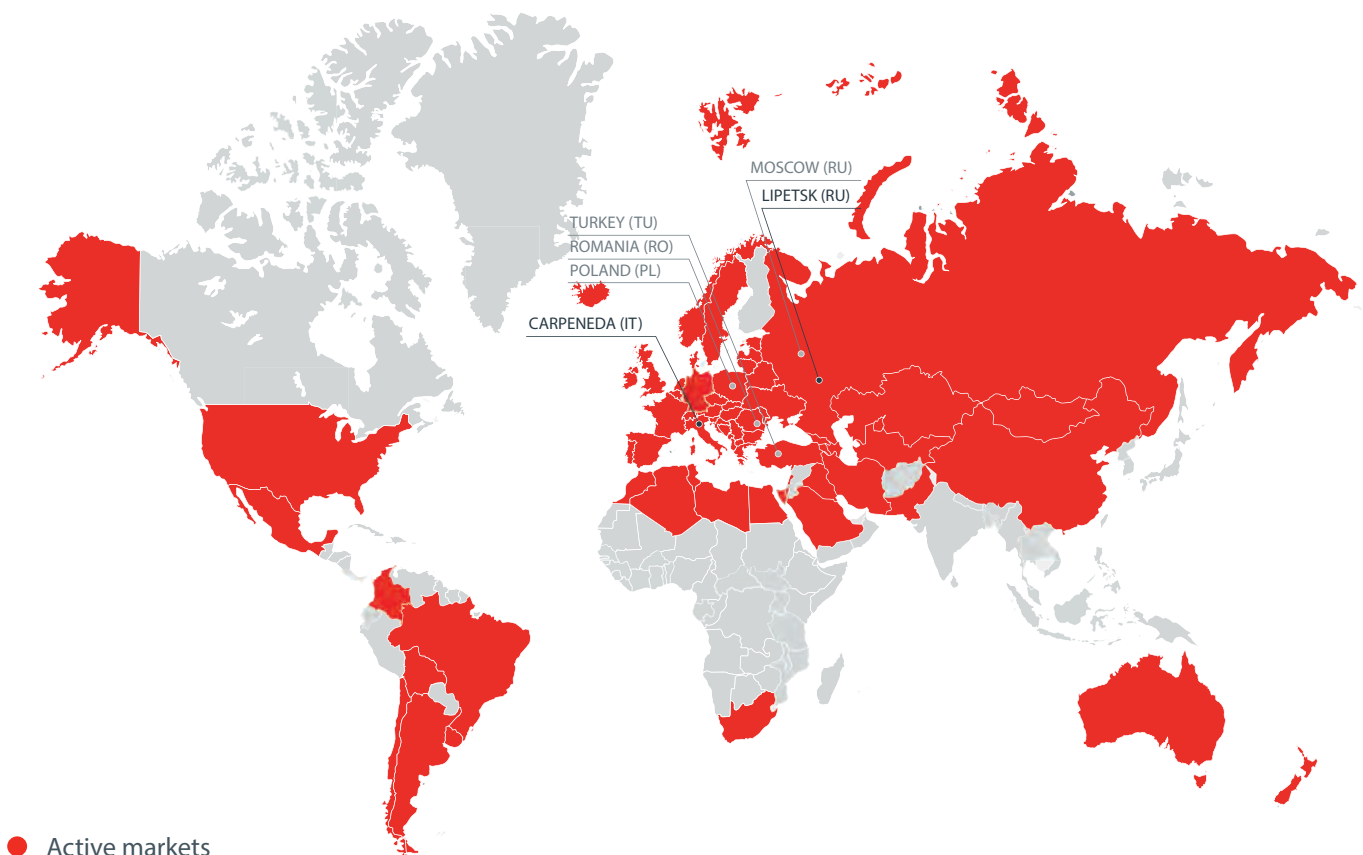 MOSCOW (RU)
LIPETSK (RU)
TURKEY (TU)
ROMANIA (RO)
POLAND (PL)
CARPENEDA (IT)
Active markets